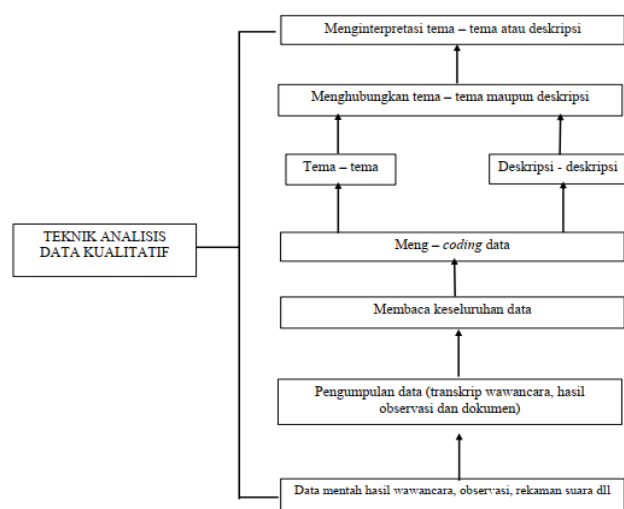 Menginterpretasi tema – tema atau deskripsi
Menghubungkan tema – tema maupun deskripsi
Tema – tema
Deskripsi - deskripsi
TEKNIK ANALISIS
DATA KUALITATIF
Meng – coding data
Membaca keseluruhan data
Pengumpulan data (transkrip wawancara, hasil
observasi dan dokumen)
Data mentah hasil wawancara, observasi, rekaman suara dll